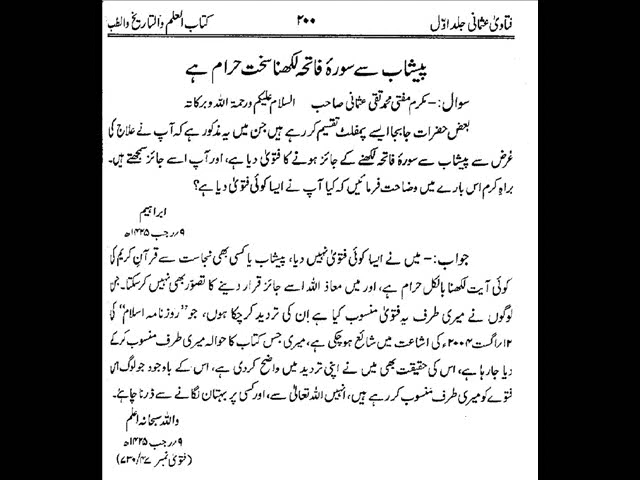 فتاویٰ عثمانی جلد اوّل ۲۰۰ کتاب العلم والتاریخ والطب
پیشاب سے سورۂ فاتحہ لکھنا سخت حرام ہے
سوال:- مکرم مفتی محمد تقی عثمانی صاحب السلام علیکم ورحمۃ اللہ وبرکاتہ
بعض حضرات جابجا ایسے پمفلٹ تقسیم کر رہے ہیں جن میں یہ مذکور ہے کہ آپ نے علاج کی
غرض سے پیشاب سے سورۂ فاتحہ لکھنے کے جائز ہونے کا فتویٰ دیا ہے، اور آپ اسے جائز سمجھتے ہیں۔
براہِ کرم اس بارے میں وضاحت فرمائیں کہ کیا آپ نے ایسا کوئی فتویٰ دیا ہے؟
ابراہیم
۹؍رجب ۱۴۲۵ھ
جواب:- میں نے ایسا کوئی فتویٰ نہیں دیا، پیشاب یا کسی بھی نجاست سے قرآنِ کریم کی
کوئی آیت لکھنا بالکل حرام ہے، اور میں معاذ اللہ اسے جائز قرار دینے کا تصوّر بھی نہیں کرسکتا۔ جن
لوگوں نے میری طرف یہ فتویٰ منسوب کیا ہے اِن کی تردید کرچکا ہوں، جو ”روزنامہ اسلام“ کی
۱۲؍اگست ۲۰۰۴ء کی اشاعت میں شائع ہوچکی ہے، میری جس کتاب کا حوالہ میری طرف منسوب کرکے
دیا جارہا ہے، اس کی حقیقت بھی میں نے اپنی تردید میں واضح کردی ہے، اس کے باوجود جو لوگ اس
فتوے کو میری طرف منسوب کر رہے ہیں، انہیں اللہ تعالیٰ سے، اور کسی پر بہتان لگانے سے ڈرنا چاہئے۔
واللہ سبحانہ اعلم
۹؍رجب ۱۴۲۵ھ
(فتویٰ نمبر ۷۳۰/۴۷)